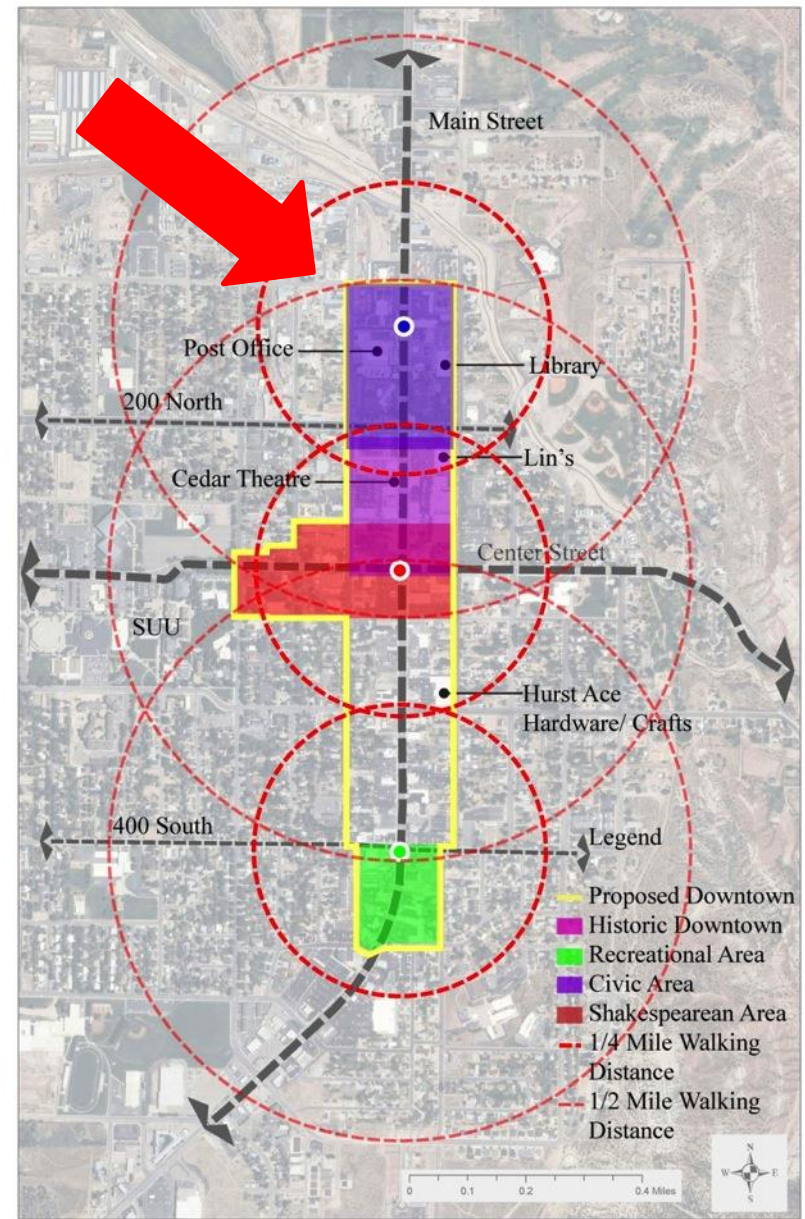 Main Street
Post Office
Library
200 North
Lin's
Cedar Theatre
Center Street
SUU
Hurst Ace
Hardware/ Crafts
400 South
Legend
Proposed Downtown
Historic Downtown
Recreational Area
Civic Area
Shakespearean Area
1/4 Mile Walking
Distance
1/2 Mile Walking
Distance
N
W E
S
0 0.1 0.2 0.4 Miles